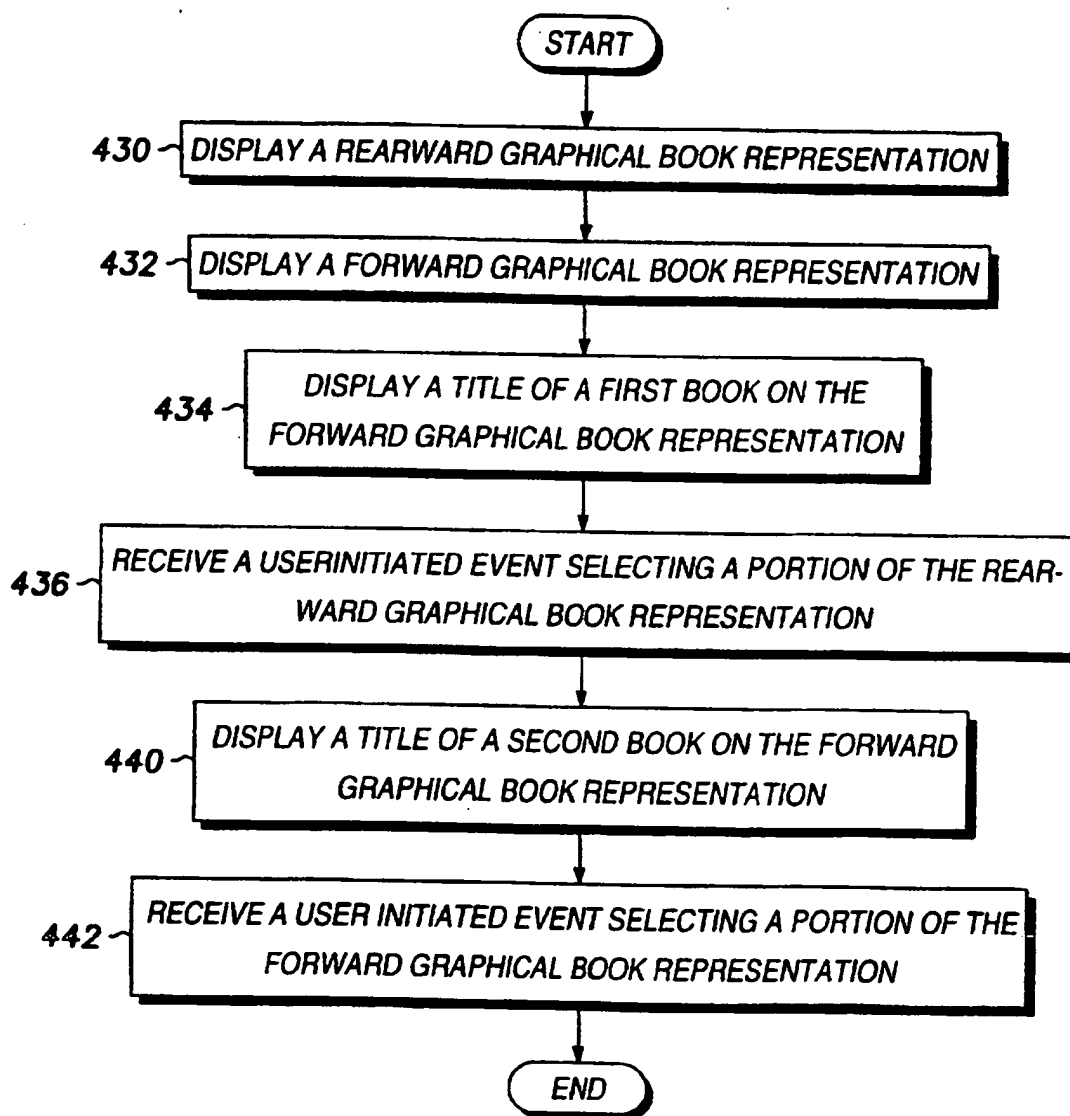 START
430 DISPLAY A REARWARD GRAPHICAL BOOK REPRESENTATION
432 DISPLAY A FORWARD GRAPHICAL BOOK REPRESENTATION
DISPLAY A TITLE OF A FIRST BOOK ON THE
434 FORWARD GRAPHICAL BOOK REPRESENTATION
RECEIVE A USERINITIATED EVENT SELECTING A PORTION OF THE REAR-
436 WARD GRAPHICAL BOOK REPRESENTATION
DISPLAY A TITLE OF A SECOND BOOK ON THE FORWARD
440 GRAPHICAL BOOK REPRESENTATION
RECEIVE A USER INITIATED EVENT SELECTING A PORTION OF THE
442 FORWARD GRAPHICAL BOOK REPRESENTATION
END